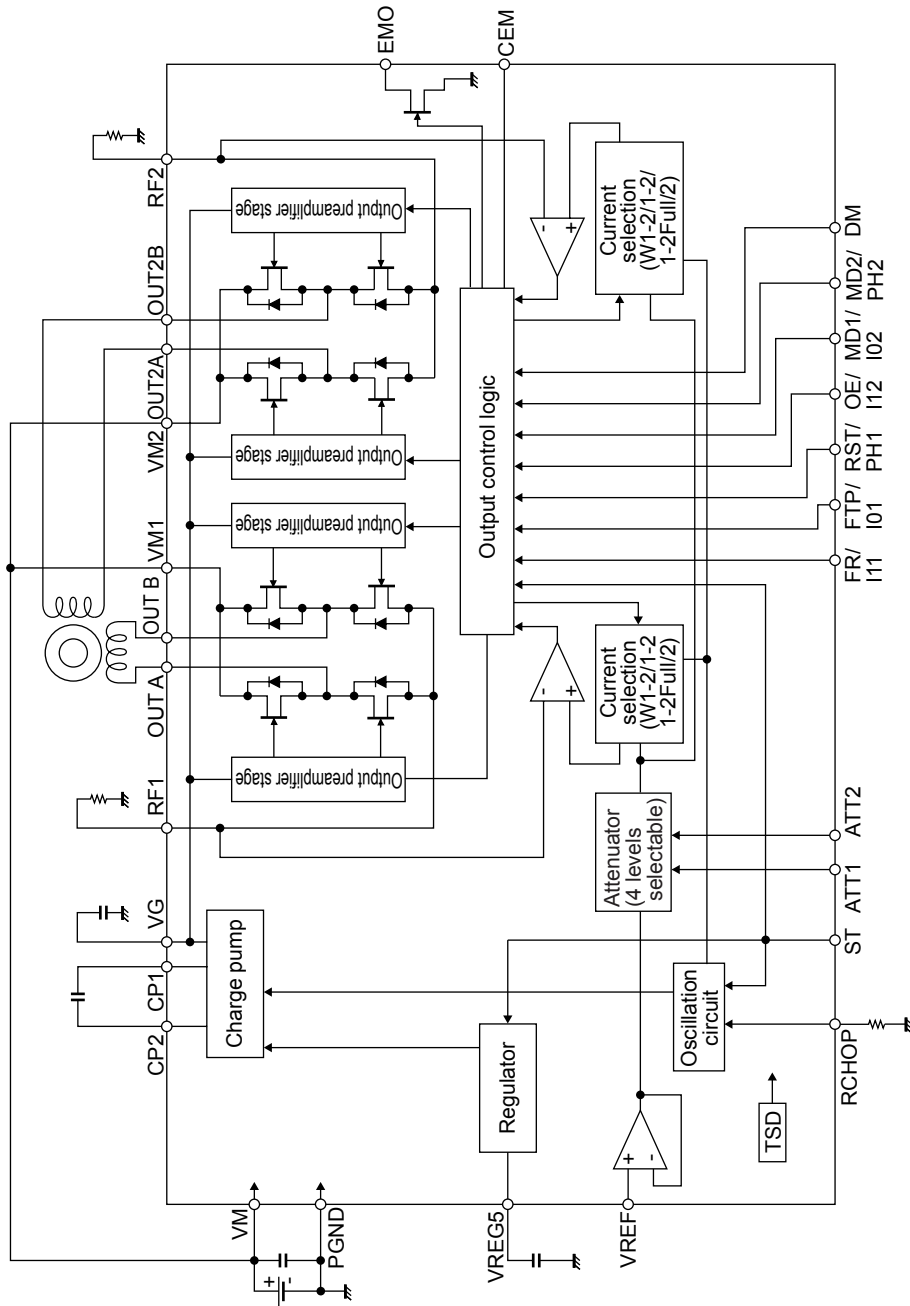 VM
PGND
VREG5
VREF
CP2
CP1
VG
RF1
OUT A
OUT B
VM1
VM2
OUT2A
OUT2B
RF2
EMO
CEM
+
-
Charge pump
Regulator
+
-
TSD
Oscillation
circuit
Attenuator
(4 levels
selectable)
Current
selection
(W1-2/1-2
1-2Full/2)
Current
selection
(W1-2/1-2/
1-2Full/2)
+
-
+
-
Output control logic
Output preamplifier
stage
Output preamplifier
stage
Output preamplifier
stage
Output preamplifier
stage
RCHOP
ST
ATT1
ATT2
FR/
I11
FTP/
I01
RST/
PH1
OE/
I12
MD1/
I02
MD2/
PH2
DM